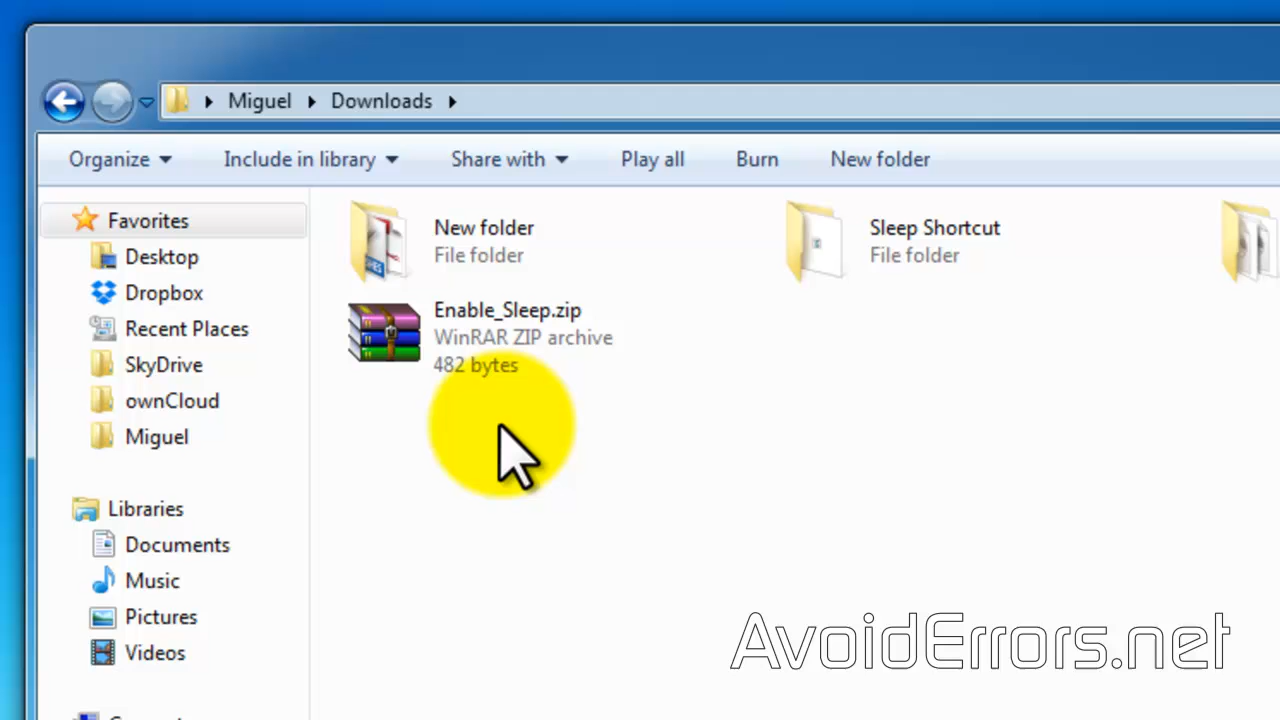 Miguel Downloads
Organize Include in library Share with Play all Burn New folder
Favorites
Desktop
Dropbox
Recent Places
SkyDrive
ownCloud
Miguel
Libraries
Documents
Music
Pictures
Videos
New folder
File folder
Sleep Shortcut
File folder
Enable_Sleep.zip
WinRAR ZIP archive
482 bytes
AvoidErrors.net